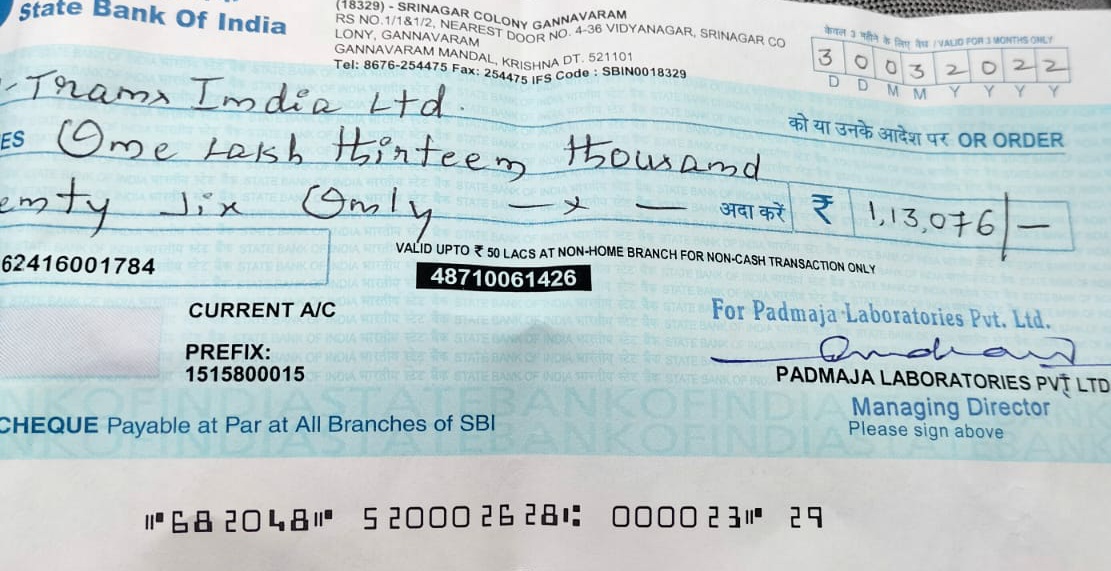 State Bank Of India
(18329) - SRINAGAR COLONY GANNAVARAM
RS NO.1/1&1/2, NEAREST DOOR NO. 4-36 VIDYANAGAR, SRINAGAR CO
LONY, GANNAVARAM
GANNAVARAM MANDAL, KRISHNA DT. 521101
Tel: 8676-254475 Fax: 254475 IFS Code : SBIN0018329
केवल 3 महीने के लिए वैध / VALID FOR 3 MONTHS ONLY
3 0 0 3 2 0 2 2
D D M M Y Y Y Y
Trans India Ltd.
को या उनके आदेश पर OR ORDER
ES One Lakh thirteen thousand
enty six Only — x — अदा करें ₹ 1,13,076/-
VALID UPTO ₹ 50 LACS AT NON-HOME BRANCH FOR NON-CASH TRANSACTION ONLY
62416001784
48710061426
CURRENT A/C
For Padmaja Laboratories Pvt. Ltd.
PREFIX:
1515800015
PADMAJA LABORATORIES PVT LTD
Managing Director
Please sign above
CHEQUE Payable at Par at All Branches of SBI
⑈682048⑈ 520002628⑆ 000023⑈ 29